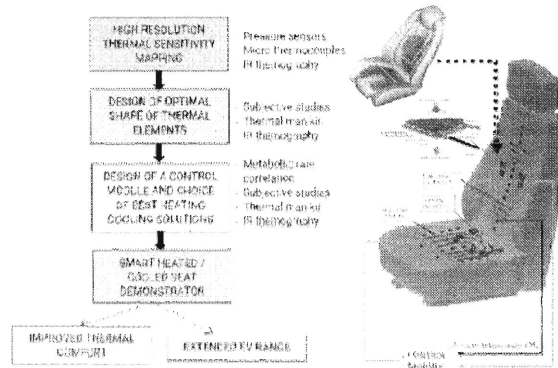 HIGH RESOLUTION
THERMAL SENSITIVITY
MAPPING
Pressure sensors
Micro thermocouples
IR thermography
DESIGN OF OPTIMAL
SHAPE OF THERMAL
ELEMENTS
Subjective studies
Thermal manikin
IR thermography
DESIGN OF A CONTROL
MODULE AND CHOICE
OF BEST HEATING
COOLING SOLUTIONS
Metabolic rate
correlation
Subjective studies
Thermal manikin
IR thermography
SMART HEATED /
COOLED SEAT
DEMONSTRATOR
IMPROVED THERMAL
COMFORT
EXTENDED EV RANGE
CONTROL
MODULE